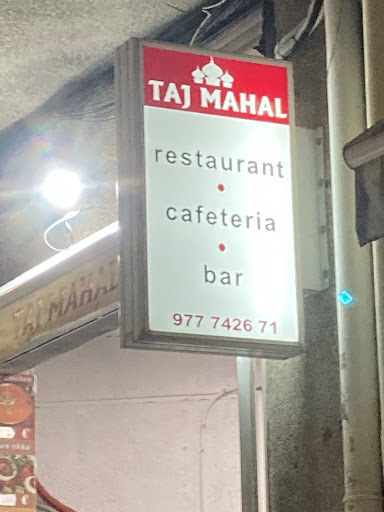 TAJ MAHAL
restaurant
•
cafeteria
•
bar
977 7426 71
TAJ MAHAL